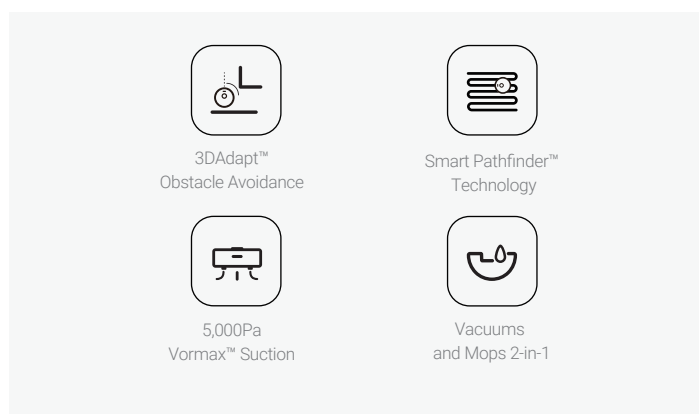 3DAdapt™
Obstacle Avoidance
Smart Pathfinder™
Technology
5,000Pa
Vormax™ Suction
Vacuums
and Mops 2-in-1